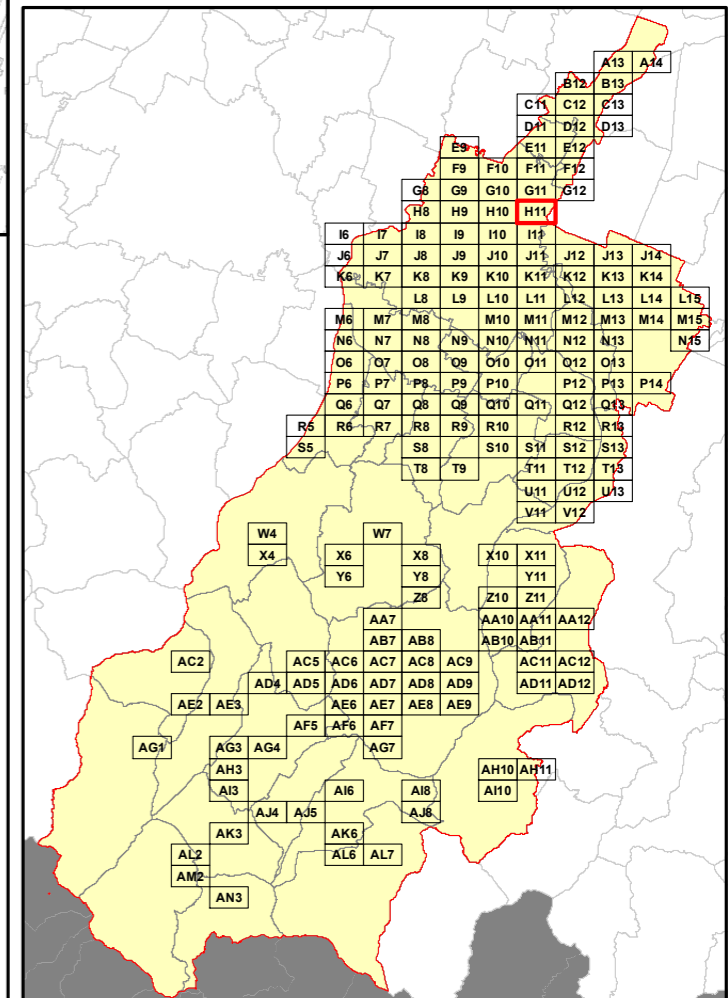 A13 A14
B12 B13
C11 C12 C13
D11 D12 D13
E9 E11 E12
F9 F10 F11 F12
G8 G9 G10 G11 G12
H8 H9 H10 H11
I6 I7 I8 I9 I10 I11
J6 J7 J8 J9 J10 J11 J12 J13 J14
K6 K7 K8 K9 K10 K11 K12 K13 K14
L8 L9 L10 L11 L12 L13 L14 L15
M6 M7 M8 M10 M11 M12 M13 M14 M15
N6 N7 N8 N9 N10 N11 N12 N13 N15
O6 O7 O8 O9 O10 O11 O12 O13
P6 P7 P8 P9 P10 P12 P13 P14
Q6 Q7 Q8 Q9 Q10 Q11 Q12 Q13
R5 R6 R7 R8 R9 R10 R12 R13
S5 S8 S10 S11 S12 S13
T8 T9 T11 T12 T13
U11 U12 U13
V11 V12
W4 W7
X4 X6 X8 X10 X11
Y6 Y8 Y11
Z8 Z10 Z11
AA7 AA10 AA11 AA12
AB7 AB8 AB10 AB11
AC2 AC5 AC6 AC7 AC8 AC9 AC11 AC12
AD4 AD5 AD6 AD7 AD8 AD9 AD11 AD12
AE2 AE3 AE6 AE7 AE8 AE9
AF5 AF6 AF7
AG1 AG3 AG4 AG7
AH3 AH10 AH11
AI3 AI6 AI8 AI10
AJ4 AJ5 AJ8
AK3 AK6
AL2 AL6 AL7
AM2
AN3